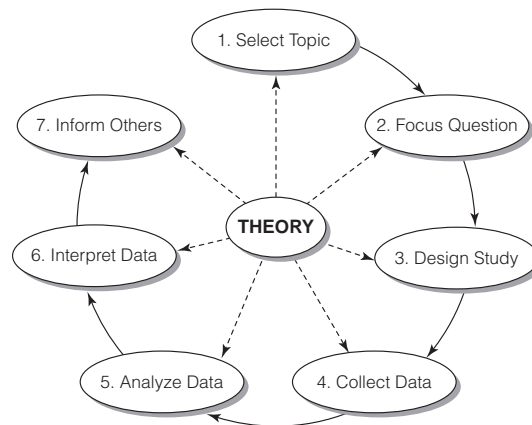 1. Select Topic
2. Focus Question
3. Design Study
4. Collect Data
5. Analyze Data
6. Interpret Data
7. Inform Others
THEORY